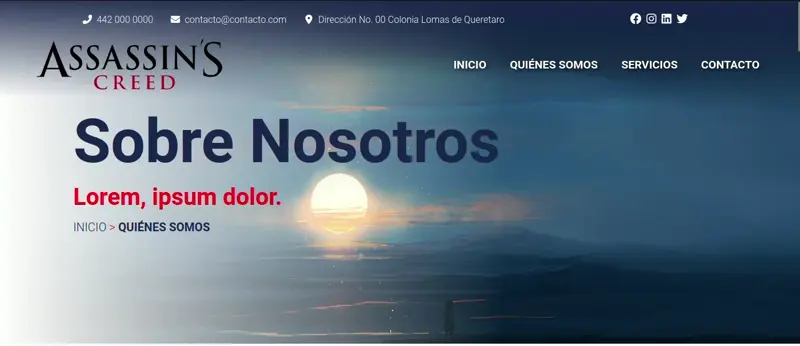 442 000 0000 contacto@contacto.com Dirección No. 00 Colonia Lomas de Queretaro
ASSASSIN'S
CREED
INICIO QUIÉNES SOMOS SERVICIOS CONTACTO
Sobre Nosotros
Lorem, ipsum dolor.
INICIO > QUIÉNES SOMOS